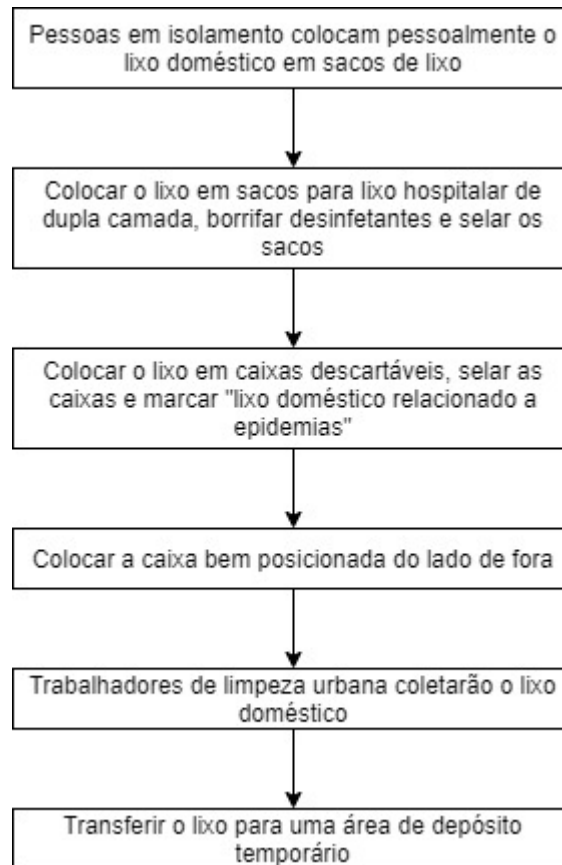 Pessoas em isolamento colocam pessoalmente o
lixo doméstico em sacos de lixo
Colocar o lixo em sacos para lixo hospitalar de
dupla camada, borrifar desinfetantes e selar os
sacos
Colocar o lixo em caixas descartáveis, selar as
caixas e marcar "lixo doméstico relacionado a
epidemias"
Colocar a caixa bem posicionada do lado de fora
Trabalhadores de limpeza urbana coletarão o lixo
doméstico
Transferir o lixo para uma área de depósito
temporário